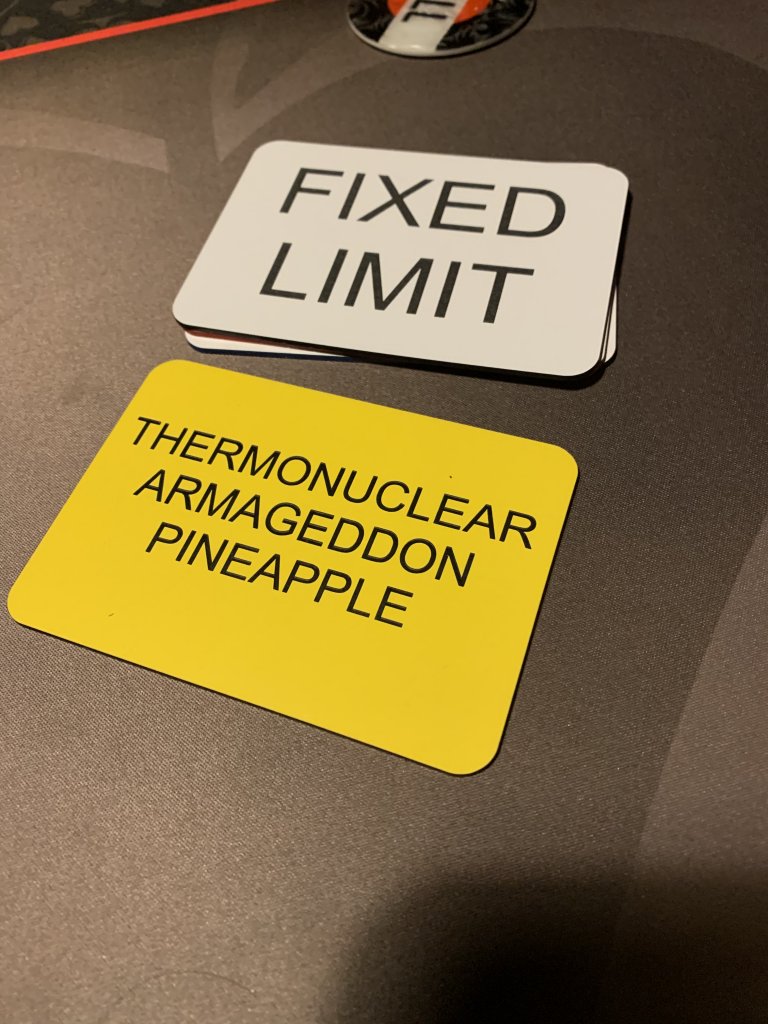 FIXED
LIMIT
THERMONUCLEAR
ARMAGEDDON
PINEAPPLE